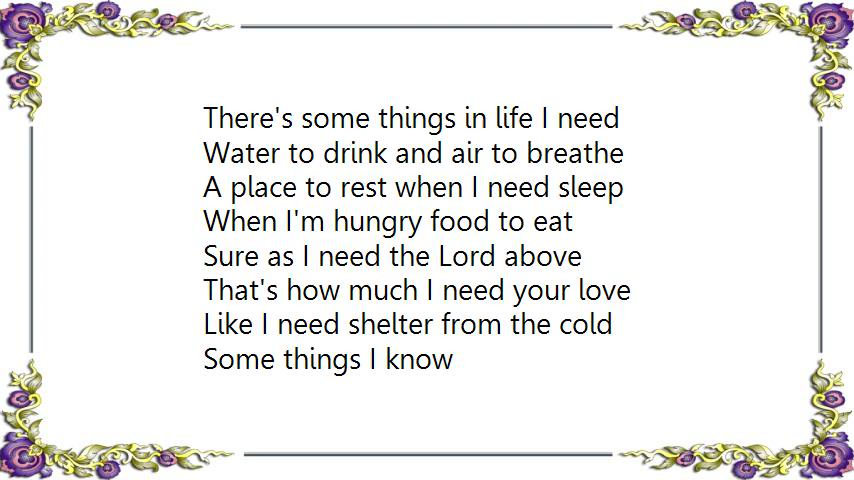 There's some things in life I need
Water to drink and air to breathe
A place to rest when I need sleep
When I'm hungry food to eat
Sure as I need the Lord above
That's how much I need your love
Like I need shelter from the cold
Some things I know